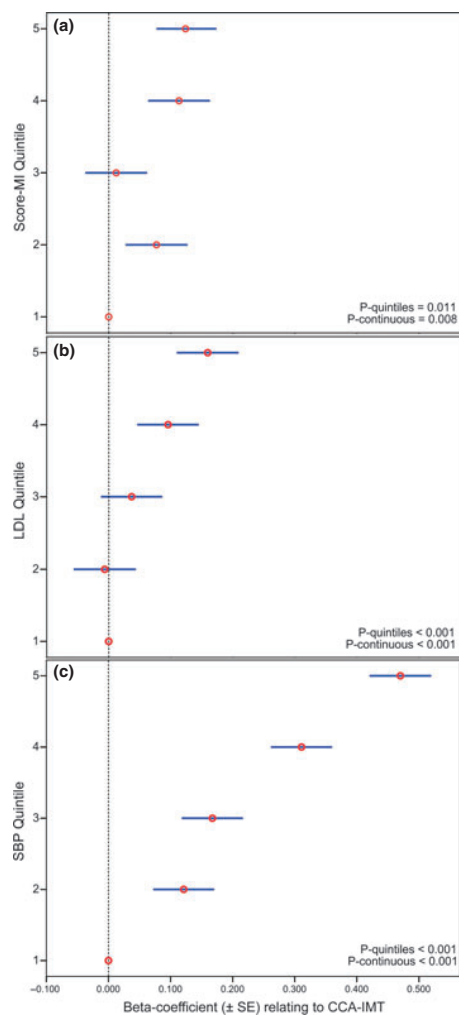 (a)
Score-MI Quintile
5
4
3
2
1
P-quintiles = 0.011
P-continuous = 0.008
(b)
LDL Quintile
5
4
3
2
1
P-quintiles < 0.001
P-continuous < 0.001
(c)
SBP Quintile
5
4
3
2
1
P-quintiles < 0.001
P-continuous < 0.001
–0.100 0.000 0.100 0.200 0.300 0.400 0.500
Beta-coefficient (± SE) relating to CCA-IMT